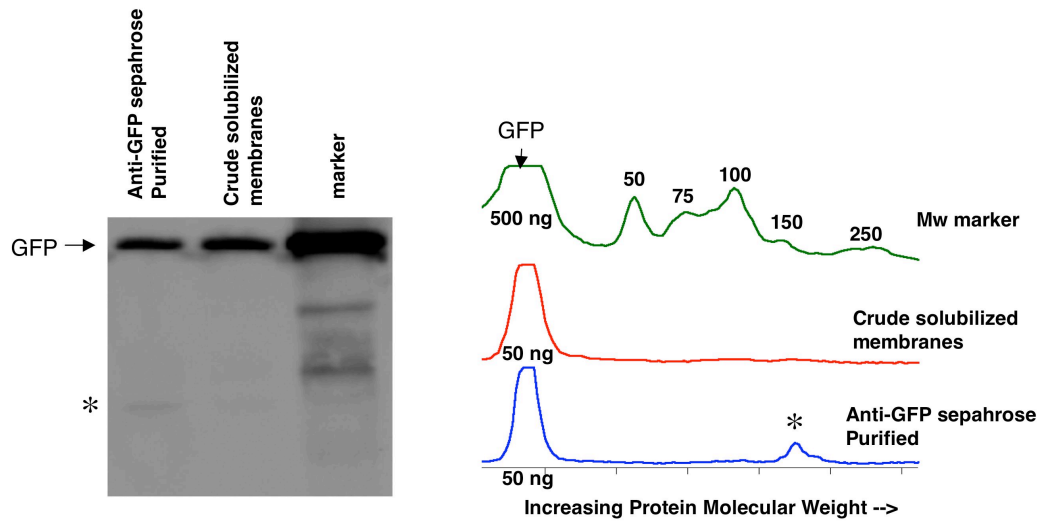 Anti-GFP sepahrose
Purified
Crude solubilized
membranes
marker
GFP
*
GFP
50
75
100
150
250
500 ng
Mw marker
Crude solubilized
membranes
50 ng
*
Anti-GFP sepahrose
Purified
50 ng
Increasing Protein Molecular Weight -->